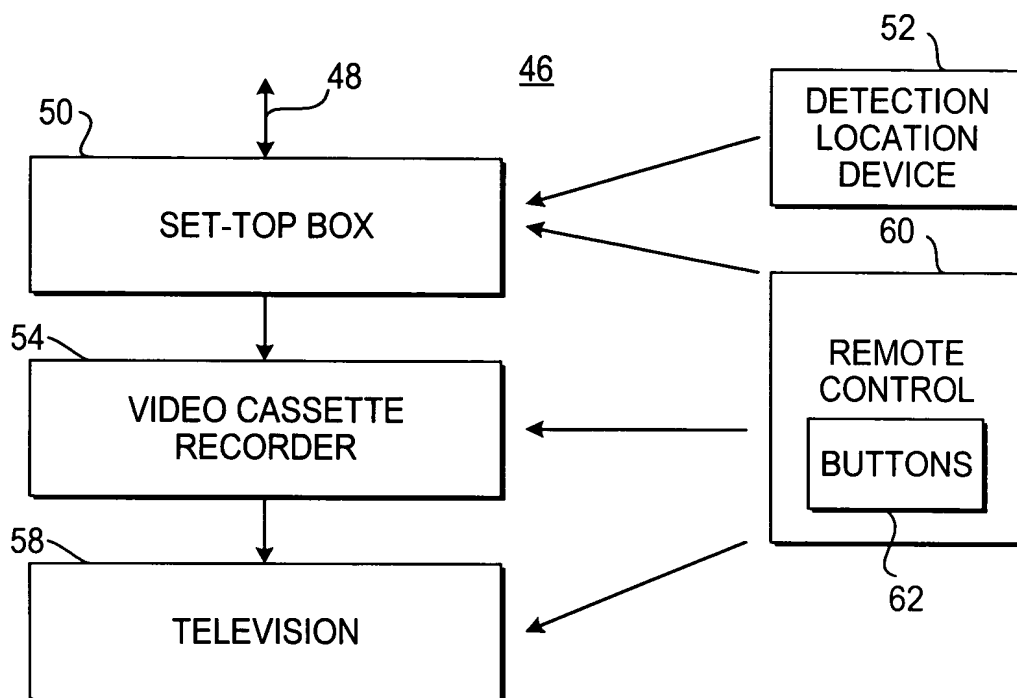 46
48
50
SET-TOP BOX
52
DETECTION
LOCATION
DEVICE
54
VIDEO CASSETTE
RECORDER
60
REMOTE
CONTROL
BUTTONS
62
58
TELEVISION